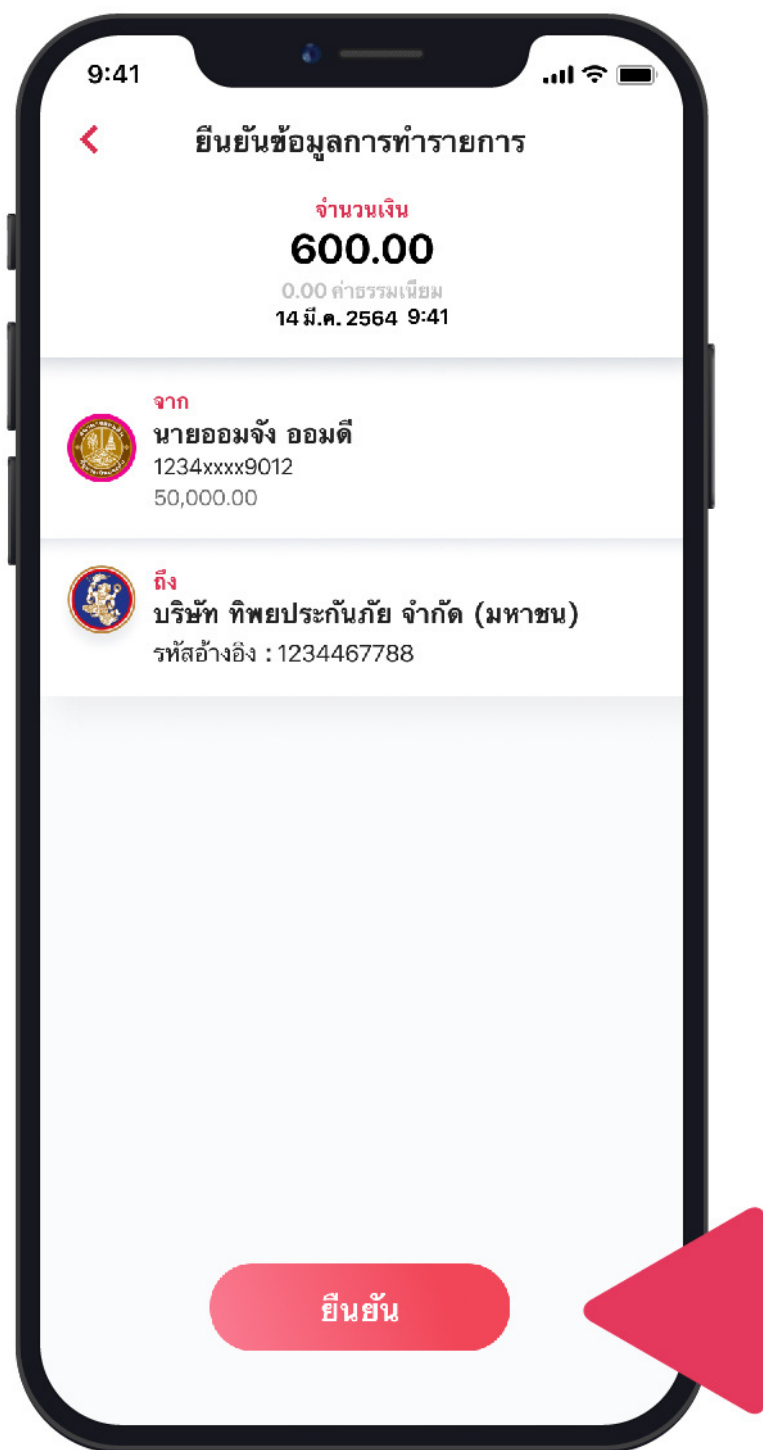 9:41
ยืนยันข้อมูลการทำรายการ
จำนวนเงิน
600.00
0.00 ค่าธรรมเนียม
14 มี.ค. 2564 9:41
จาก
นายออมจัง ออมดี
1234xxxx9012
50,000.00
ถึง
บริษัท ทิพยประกันภัย จำกัด (มหาชน)
รหัสอ้างอิง : 1234467788
ยืนยัน